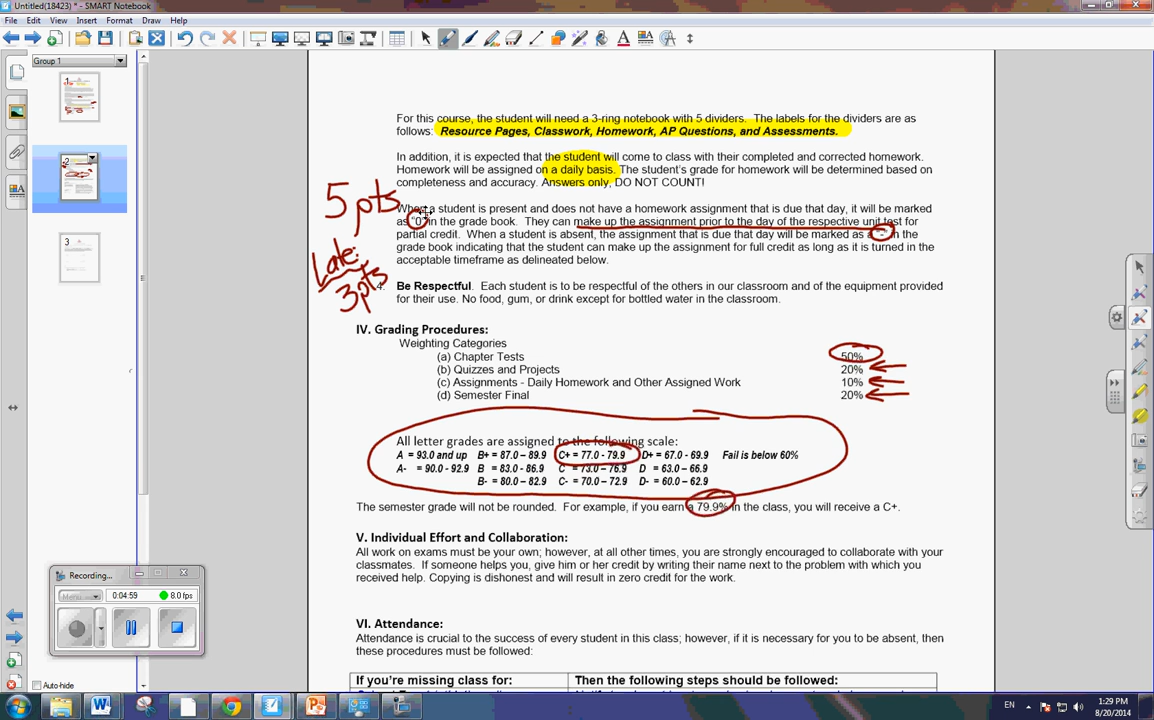 Untitled(18423) * - SMART Notebook
File Edit View Insert Format Draw Help
Group 1
1
2
3
For this course, the student will need a 3-ring notebook with 5 dividers. The labels for the dividers are as
follows: Resource Pages, Classwork, Homework, AP Questions, and Assessments.
In addition, it is expected that the student will come to class with their completed and corrected homework.
Homework will be assigned on a daily basis. The student's grade for homework will be determined based on
completeness and accuracy. Answers only, DO NOT COUNT!
5 pts
When a student is present and does not have a homework assignment that is due that day, it will be marked
as "0" in the grade book. They can make up the assignment prior to the day of the respective unit test for
partial credit. When a student is absent, the assignment that is due that day will be marked as a "-" in the
grade book indicating that the student can make up the assignment for full credit as long as it is turned in the
acceptable timeframe as delineated below.
Late:
3pts
4. Be Respectful. Each student is to be respectful of the others in our classroom and of the equipment provided
for their use. No food, gum, or drink except for bottled water in the classroom.
IV. Grading Procedures:
Weighting Categories
(a) Chapter Tests 50%
(b) Quizzes and Projects 20%
(c) Assignments - Daily Homework and Other Assigned Work 10%
(d) Semester Final 20%
All letter grades are assigned to the following scale:
A = 93.0 and up B+ = 87.0 – 89.9 C+ = 77.0 - 79.9 D+ = 67.0 - 69.9 Fail is below 60%
A- = 90.0 - 92.9 B = 83.0 - 86.9 C = 73.0 – 76.9 D = 63.0 – 66.9
B- = 80.0 – 82.9 C- = 70.0 – 72.9 D- = 60.0 – 62.9
The semester grade will not be rounded. For example, if you earn a 79.9% in the class, you will receive a C+.
V. Individual Effort and Collaboration:
All work on exams must be your own; however, at all other times, you are strongly encouraged to collaborate with your
classmates. If someone helps you, give him or her credit by writing their name next to the problem with which you
received help. Copying is dishonest and will result in zero credit for the work.
VI. Attendance:
Attendance is crucial to the success of every student in this class; however, if it is necessary for you to be absent, then
these procedures must be followed:
If you're missing class for: Then the following steps should be followed:
Recording...
Menu
0:04:59 8.0 fps
Auto-hide
EN
1:29 PM
8/20/2014